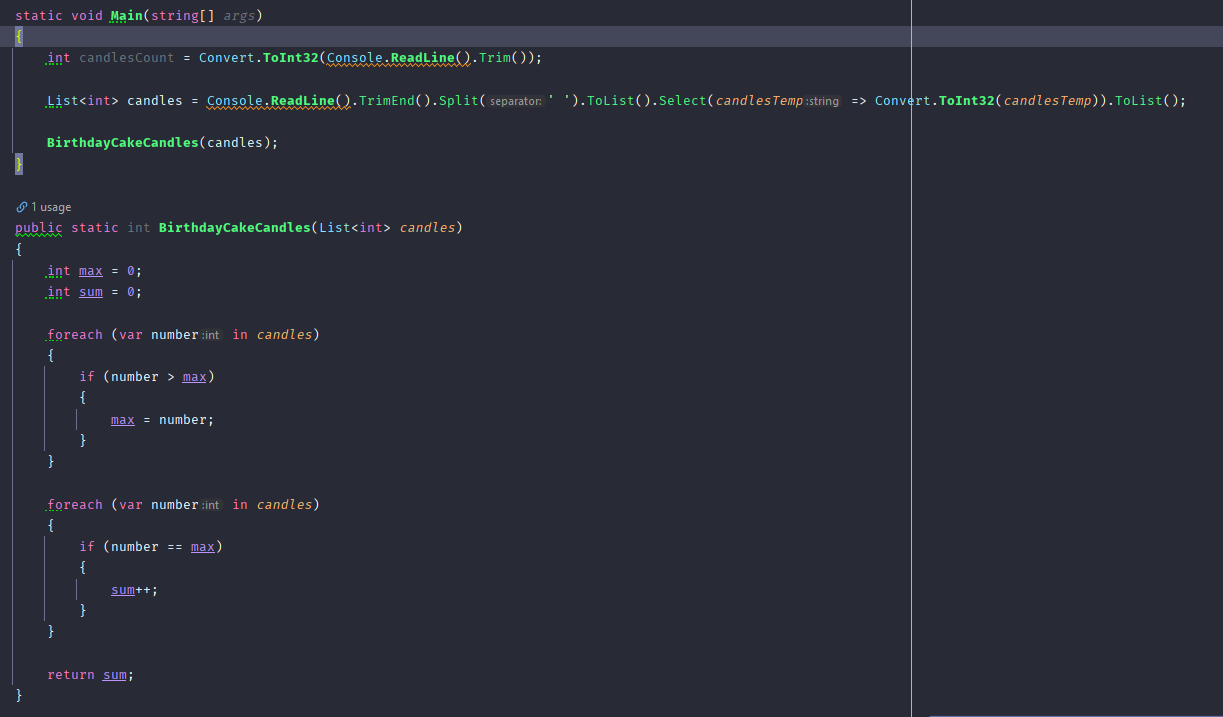 static void Main(string[] args)
{
    int candlesCount = Convert.ToInt32(Console.ReadLine().Trim());
    List<int> candles = Console.ReadLine().TrimEnd().Split( separator: ' ').ToList().Select(candlesTemp :string => Convert.ToInt32(candlesTemp)).ToList();
    BirthdayCakeCandles(candles);
}
1 usage
public static int BirthdayCakeCandles(List<int> candles)
{
    int max = 0;
    int sum = 0;
    foreach (var number :int in candles)
    {
        if (number > max)
        {
            max = number;
        }
    }
    foreach (var number :int in candles)
    {
        if (number == max)
        {
            sum++;
        }
    }
    return sum;
}